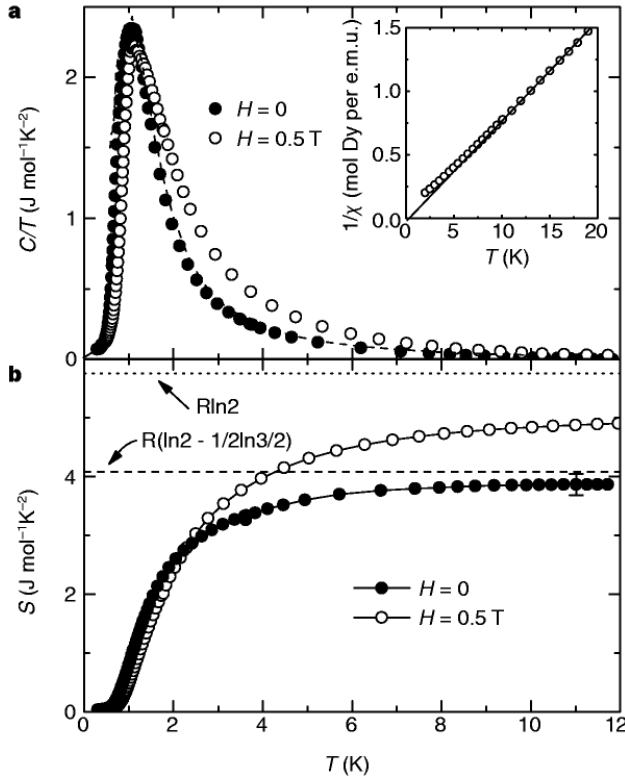 a
C/T (J mol⁻¹K⁻²)
2
1
0
H = 0
H = 0.5 T
1/χ (mol Dy per e.m.u.)
1.5
1.0
0.5
0.0
0 5 10 15 20
T (K)
b
Rln2
R(ln2 - 1/2ln3/2)
S (J mol⁻¹K⁻²)
4
2
0
H = 0
H = 0.5 T
0 2 4 6 8 10 12
T (K)